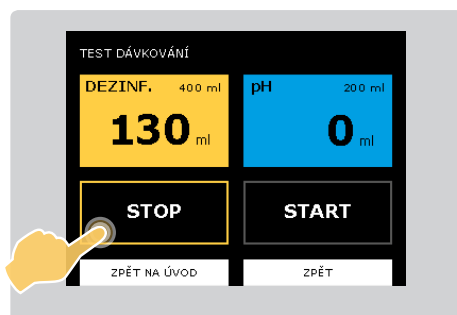 TEST DÁVKOVÁNÍ
DEZINF. 400 ml
130 ml
pH 200 ml
0 ml
STOP
START
ZPĚT NA ÚVOD
ZPĚT